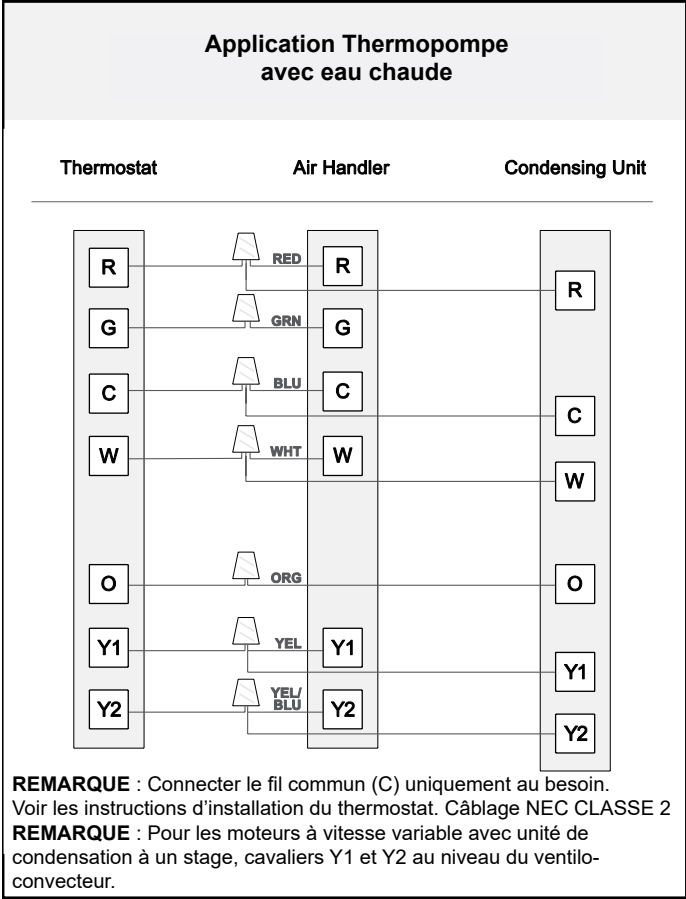 Application Thermopompe
avec eau chaude
Thermostat Air Handler Condensing Unit
R RED R
R
G GRN G
C BLU C
C
W WHT W
W
O ORG O
Y1 YEL Y1
Y1
Y2 YEL/
BLU Y2
Y2
REMARQUE : Connecter le fil commun (C) uniquement au besoin.
Voir les instructions d’installation du thermostat. Câblage NEC CLASSE 2
REMARQUE : Pour les moteurs à vitesse variable avec unité de
condensation à un stage, cavaliers Y1 et Y2 au niveau du ventilo-
convecteur.